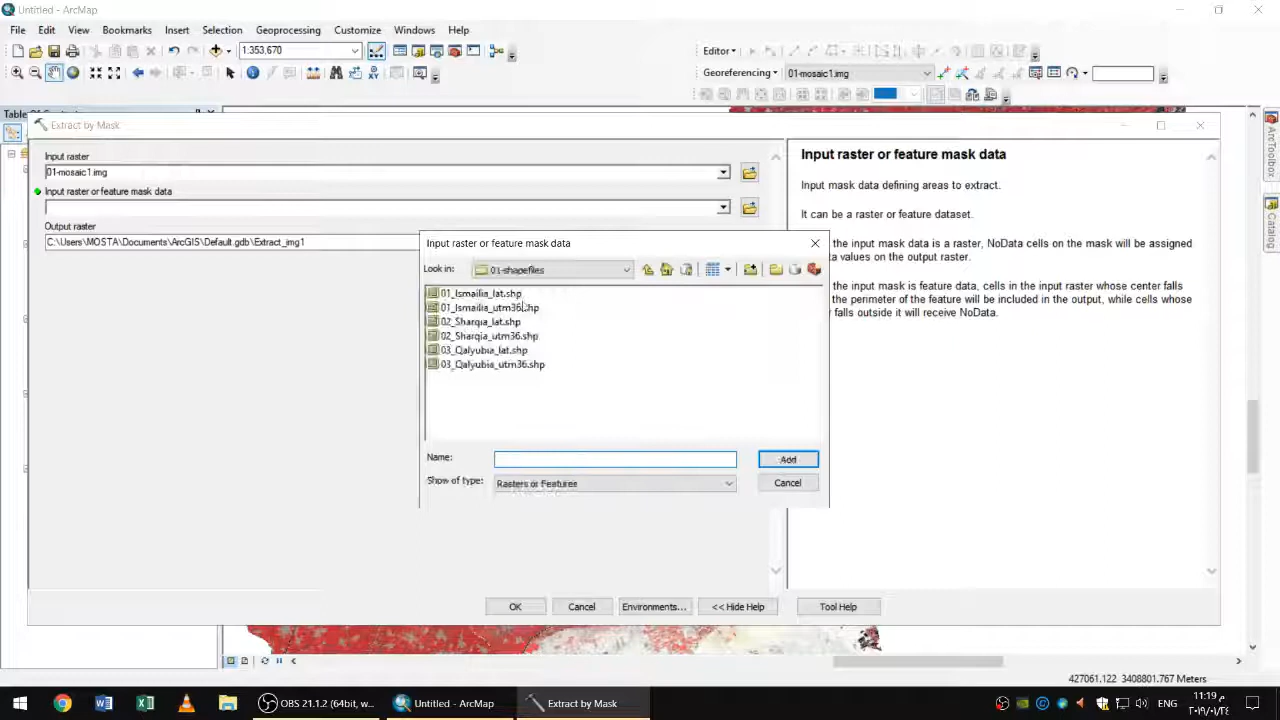 Untitled - ArcMap
File Edit View Bookmarks Insert Selection Geoprocessing Customize Windows Help
1:353,670
Editor
Georeferencing 01-mosaic1.img
Extract by Mask
Input raster
01-mosaic1.img
Input raster or feature mask data
Output raster
C:\Users\MOSTA\Documents\ArcGIS\Default.gdb\Extract_img1
Input raster or feature mask data
Look in: 01-shapefiles
01_Ismailia_lat.shp
01_Ismailia_utm36.shp
02_Sharqia_lat.shp
02_Sharqia_utm36.shp
03_Qalyubia_lat.shp
03_Qalyubia_utm36.shp
Name:
Add
Show of type: Rasters or Features
Cancel
Input raster or feature mask data
Input mask data defining areas to extract.
It can be a raster or feature dataset.
the input mask data is a raster, NoData cells on the mask will be assigned
values on the output raster.
the input mask is feature data, cells in the input raster whose center falls
the perimeter of the feature will be included in the output, while cells whose
falls outside it will receive NoData.
OK Cancel Environments... << Hide Help Tool Help
ArcToolbox
Catalog
427061.122 3408801.767 Meters
OBS 21.1.2 (64bit, w...
Untitled - ArcMap
Extract by Mask
ENG
11:19 م